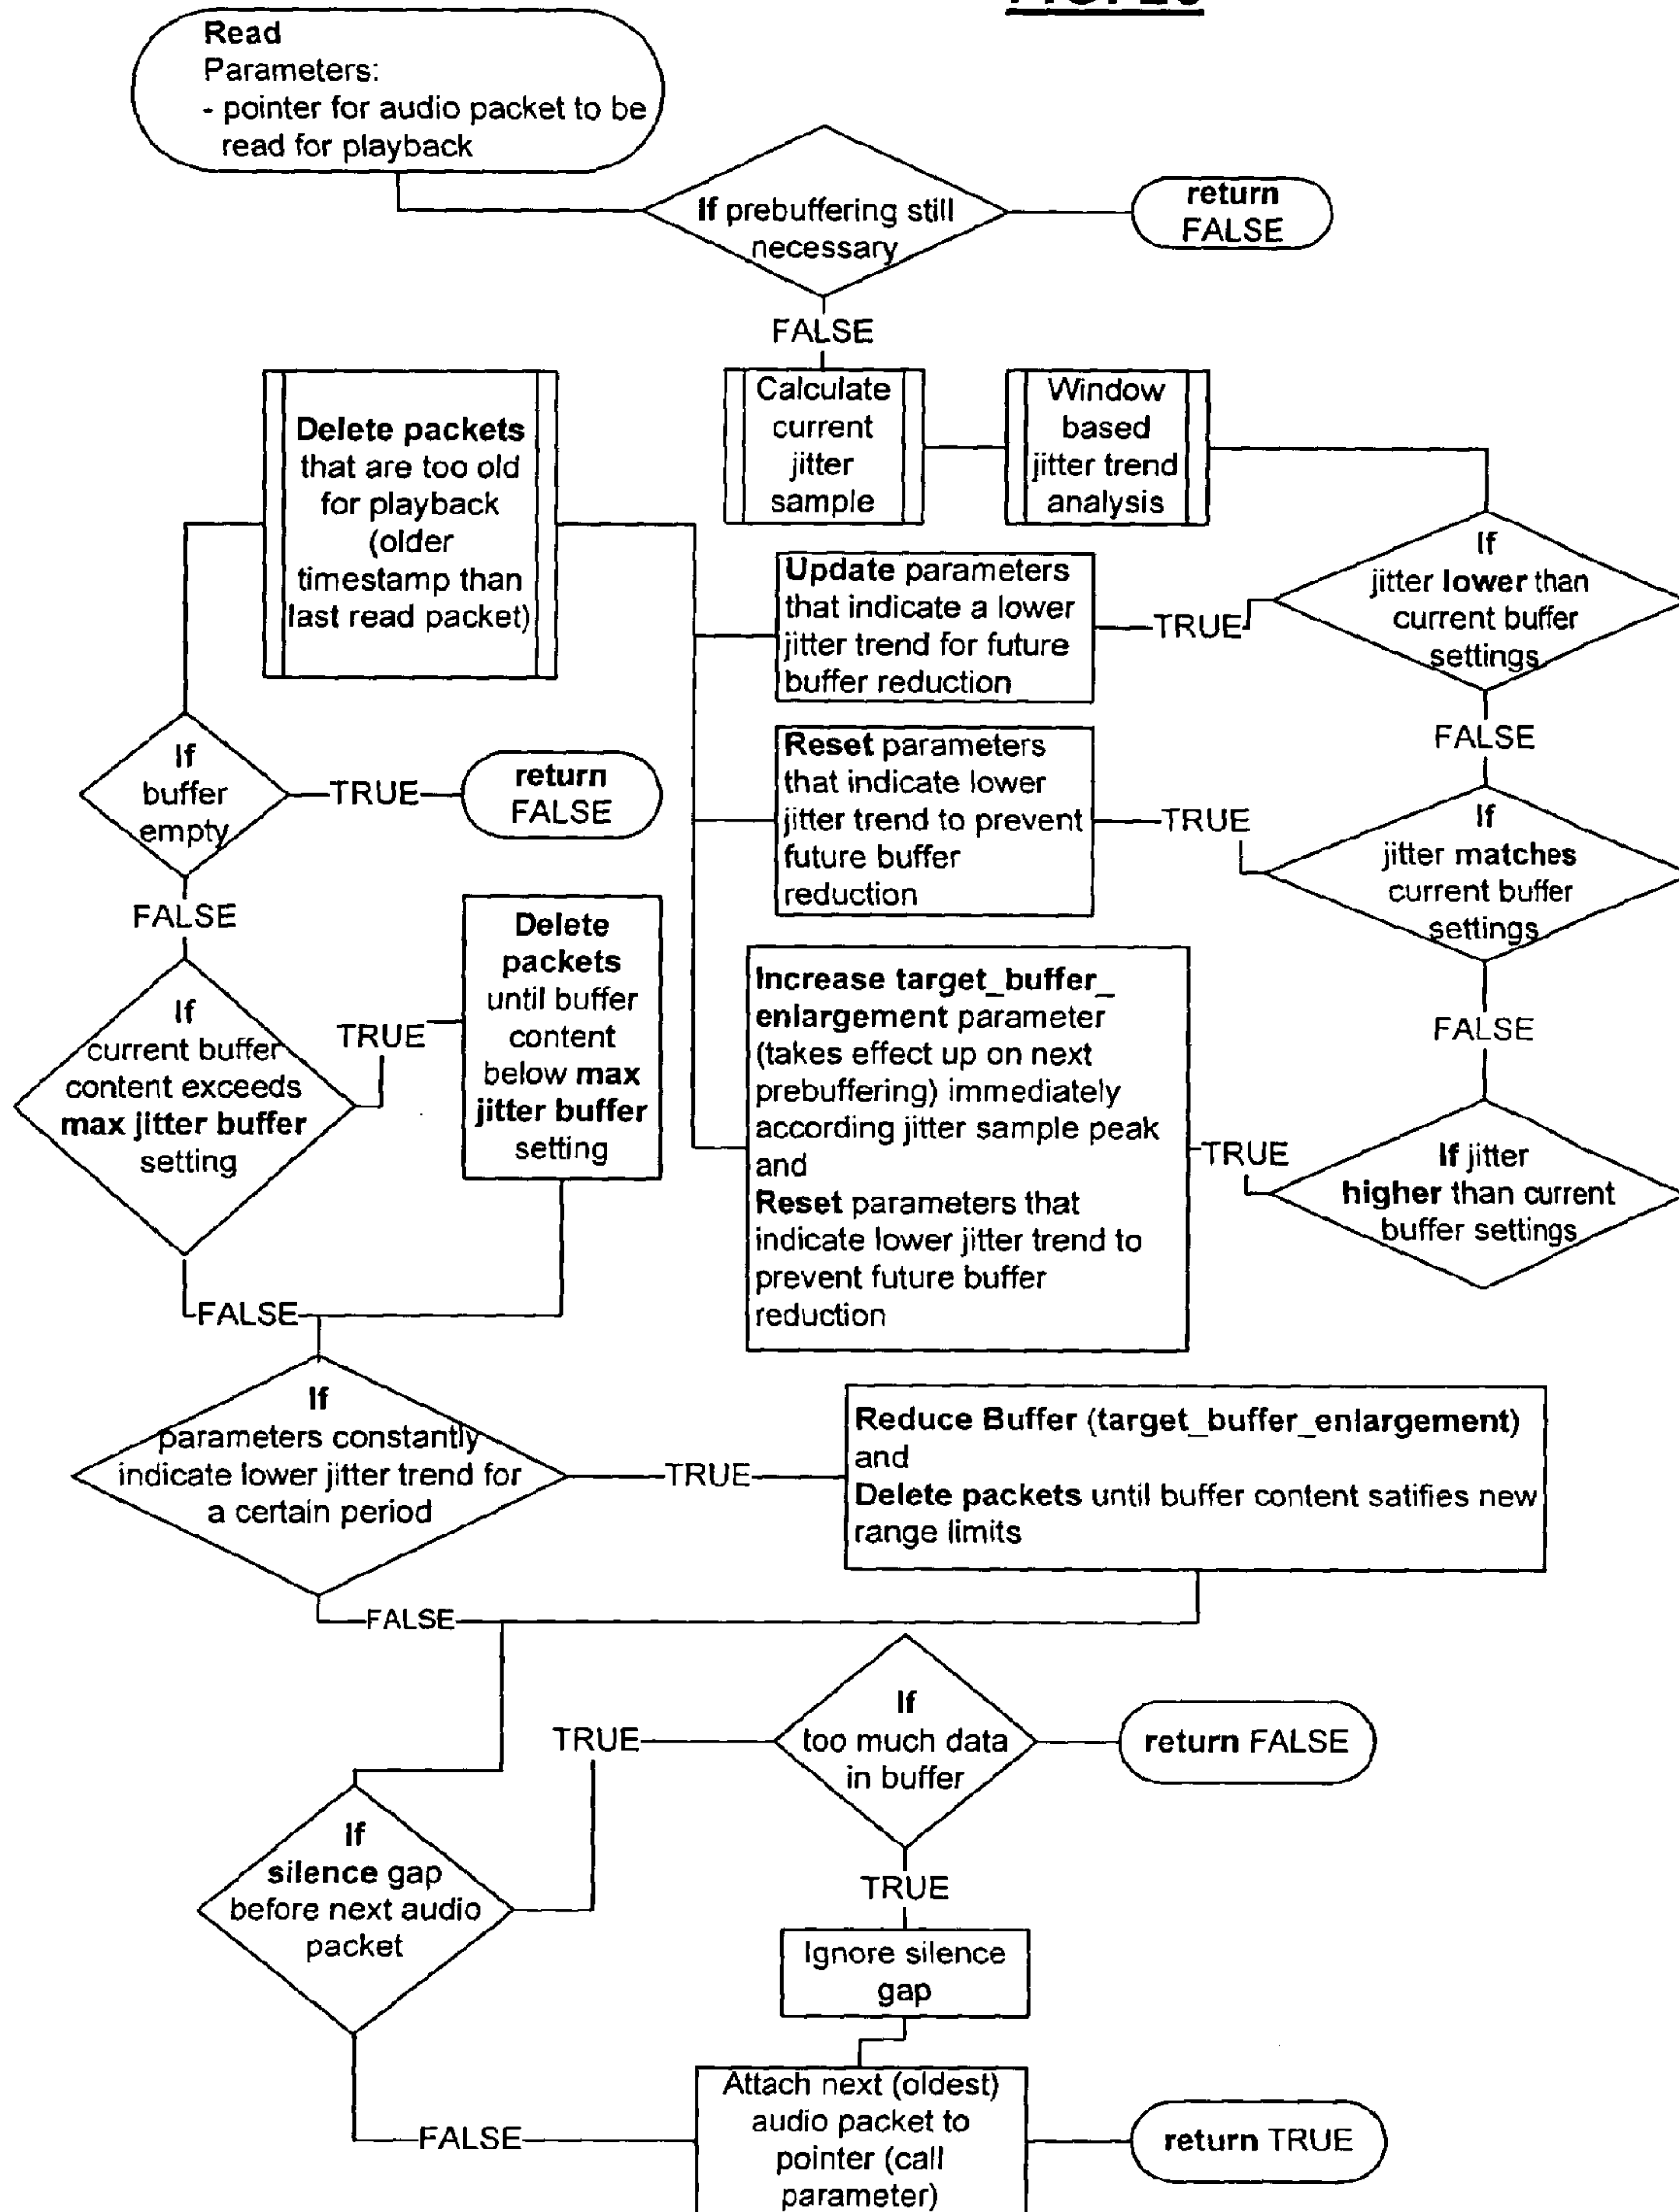 Read
Parameters:
- pointer for audio packet to be
read for playback
If prebuffering still
necessary
return
FALSE
FALSE
Calculate
current
jitter
sample
Window
based
jitter trend
analysis
Delete packets
that are too old
for playback
(older
timestamp than
last read packet)
If
jitter lower than
current buffer
settings
TRUE
Update parameters
that indicate a lower
jitter trend for future
buffer reduction
FALSE
If
jitter matches
current buffer
settings
TRUE
Reset parameters
that indicate lower
jitter trend to prevent
future buffer
reduction
FALSE
If jitter
higher than current
buffer settings
TRUE
Increase target_buffer_
enlargement parameter
(takes effect up on next
prebuffering) immediately
according jitter sample peak
and
Reset parameters that
indicate lower jitter trend to
prevent future buffer
reduction
If
buffer
empty
TRUE
return
FALSE
FALSE
If
current buffer
content exceeds
max jitter buffer
setting
TRUE
Delete
packets
until buffer
content
below max
jitter buffer
setting
FALSE
If
parameters constantly
indicate lower jitter trend for
a certain period
TRUE
Reduce Buffer (target_buffer_enlargement)
and
Delete packets until buffer content satifies new
range limits
FALSE
If
silence gap
before next audio
packet
TRUE
If
too much data
in buffer
return FALSE
TRUE
Ignore silence
gap
FALSE
Attach next (oldest)
audio packet to
pointer (call
parameter)
return TRUE